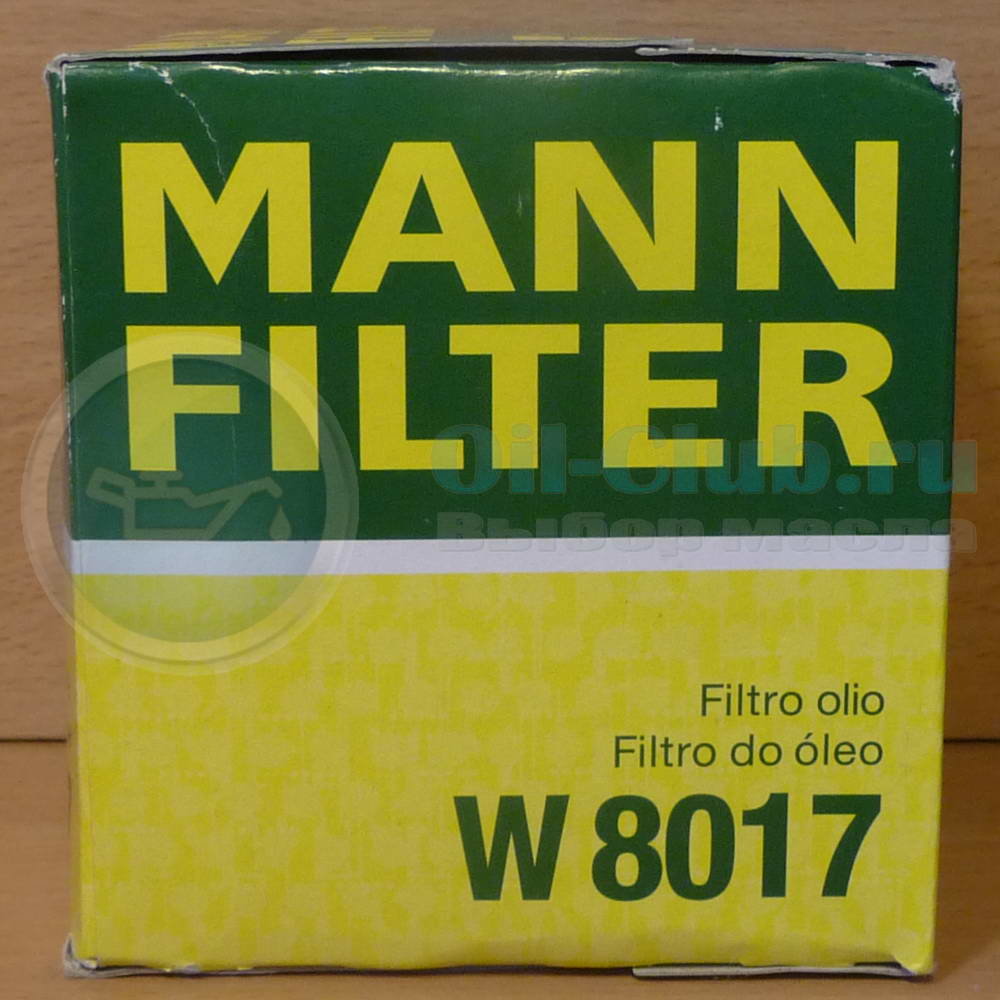 MANN
FILTER
Oil-Club.ru
Выбор масла
Filtro olio
Filtro do óleo
W 8017